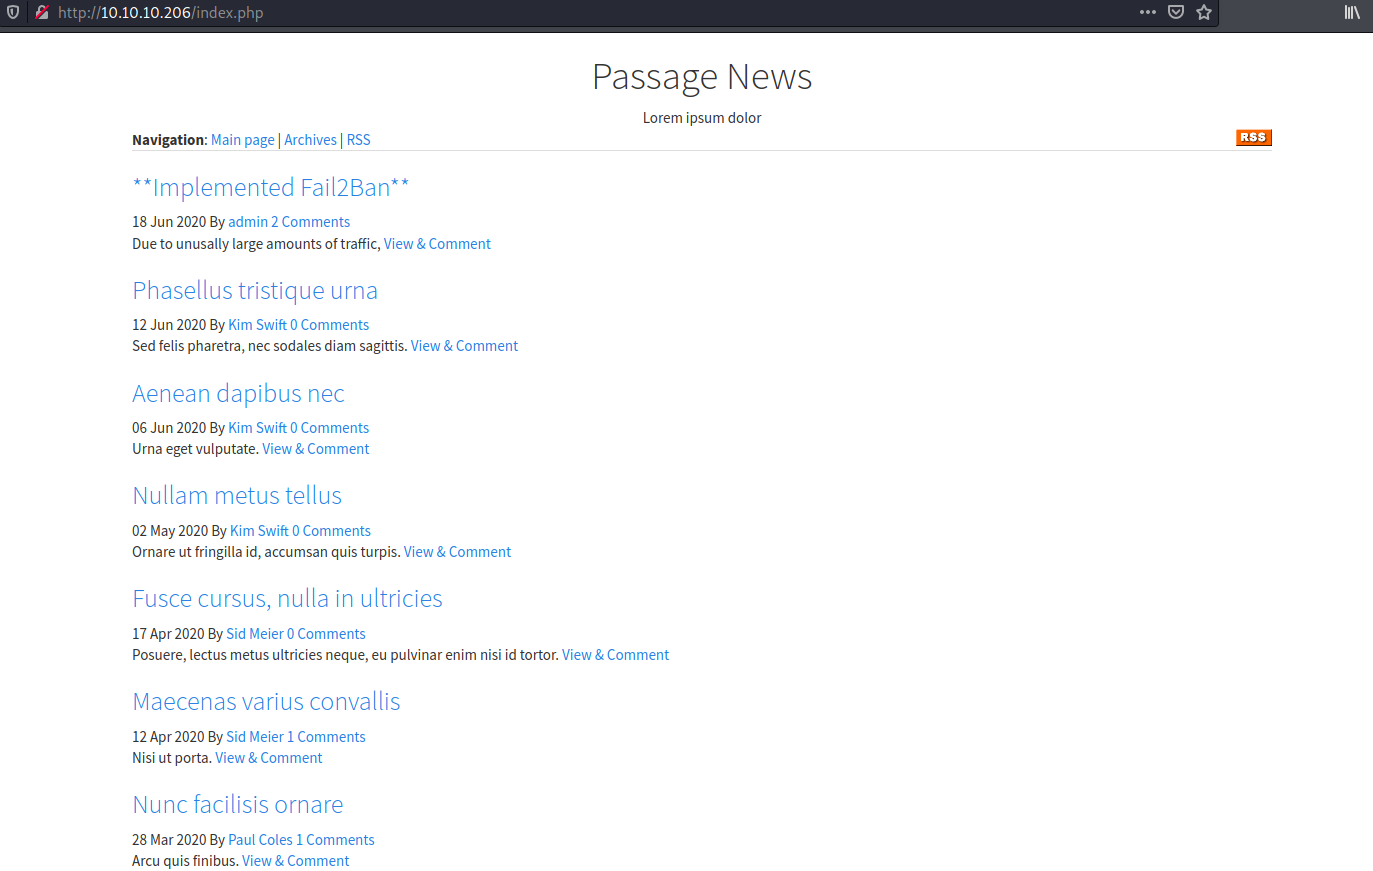 http://10.10.10.206/index.php
Passage News
Lorem ipsum dolor
Navigation: Main page | Archives | RSS
RSS
**Implemented Fail2Ban**
18 Jun 2020 By admin 2 Comments
Due to unusally large amounts of traffic, View & Comment
Phasellus tristique urna
12 Jun 2020 By Kim Swift 0 Comments
Sed felis pharetra, nec sodales diam sagittis. View & Comment
Aenean dapibus nec
06 Jun 2020 By Kim Swift 0 Comments
Urna eget vulputate. View & Comment
Nullam metus tellus
02 May 2020 By Kim Swift 0 Comments
Ornare ut fringilla id, accumsan quis turpis. View & Comment
Fusce cursus, nulla in ultricies
17 Apr 2020 By Sid Meier 0 Comments
Posuere, lectus metus ultricies neque, eu pulvinar enim nisi id tortor. View & Comment
Maecenas varius convallis
12 Apr 2020 By Sid Meier 1 Comments
Nisi ut porta. View & Comment
Nunc facilisis ornare
28 Mar 2020 By Paul Coles 1 Comments
Arcu quis finibus. View & Comment